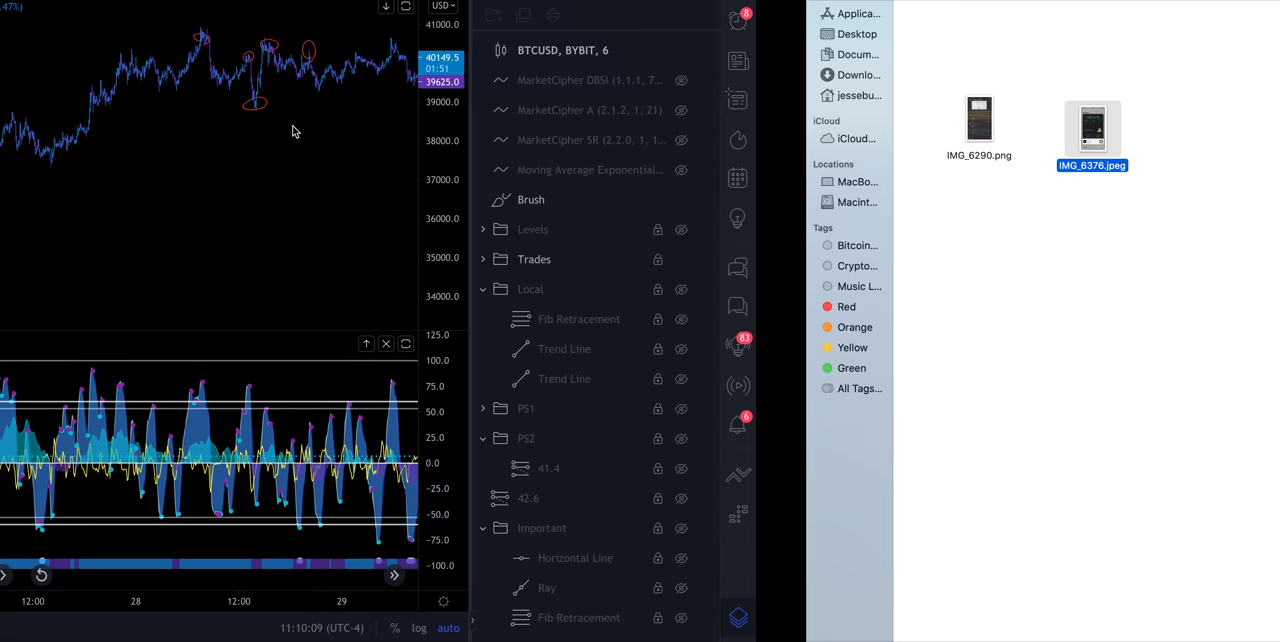 .47%)
USD
41000.0
40149.5
01:51
39625.0
39000.0
38000.0
37000.0
36000.0
35000.0
34000.0
125.0
100.0
75.0
50.0
25.0
0.0
−25.00
−50.00
−75.00
−100.00
12:00
28
12:00
29
11:10:09 (UTC-4)
%
log
auto
BTCUSD, BYBIT, 6
MarketCipher DBSI (1.1.1, 7...
MarketCipher A (2.1.2, 1, 21)
MarketCipher SR (2.2.0, 1, 1...
Moving Average Exponential...
Brush
Levels
Trades
Local
Fib Retracement
Trend Line
Trend Line
PS1
PS2
41.4
42.6
Important
Horizontal Line
Ray
Fib Retracement
8
83
6
Applica...
Desktop
Docum...
Downlo...
jessebu...
iCloud
iCloud...
Locations
MacBo...
Macint...
Tags
Bitcoin...
Crypto...
Music L...
Red
Orange
Yellow
Green
All Tags...
IMG_6290.png
IMG_6376.jpeg